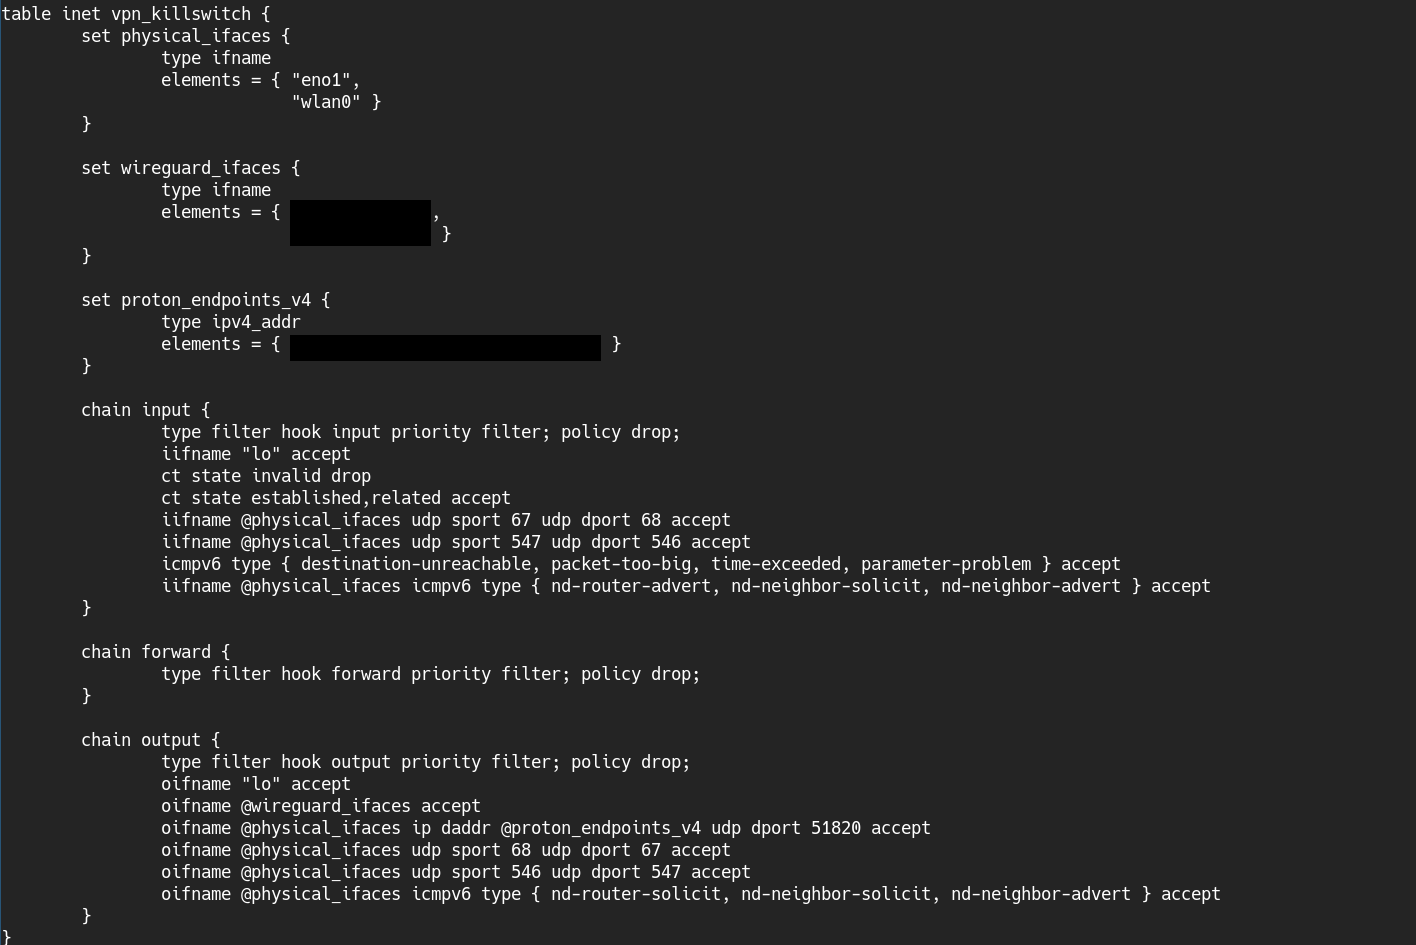 table inet vpn_killswitch {
set physical_ifaces {
type ifname
elements = { "eno1",
"wlan0" }
}
set wireguard_ifaces {
type ifname
elements = { ,
}
}
set proton_endpoints_v4 {
type ipv4_addr
elements = { }
}
chain input {
type filter hook input priority filter; policy drop;
iifname "lo" accept
ct state invalid drop
ct state established,related accept
iifname @physical_ifaces udp sport 67 udp dport 68 accept
iifname @physical_ifaces udp sport 547 udp dport 546 accept
icmpv6 type { destination-unreachable, packet-too-big, time-exceeded, parameter-problem } accept
iifname @physical_ifaces icmpv6 type { nd-router-advert, nd-neighbor-solicit, nd-neighbor-advert } accept
}
chain forward {
type filter hook forward priority filter; policy drop;
}
chain output {
type filter hook output priority filter; policy drop;
oifname "lo" accept
oifname @wireguard_ifaces accept
oifname @physical_ifaces ip daddr @proton_endpoints_v4 udp dport 51820 accept
oifname @physical_ifaces udp sport 68 udp dport 67 accept
oifname @physical_ifaces udp sport 546 udp dport 547 accept
oifname @physical_ifaces icmpv6 type { nd-router-solicit, nd-neighbor-solicit, nd-neighbor-advert } accept
}
}